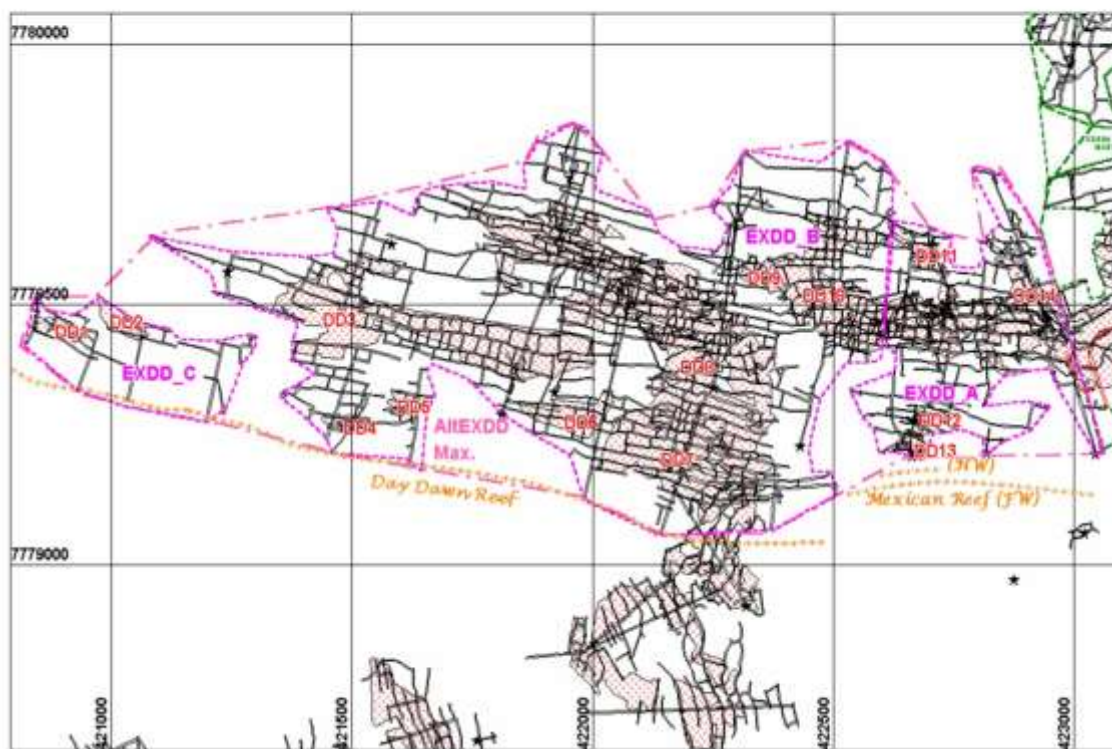 7780000
EXDD_B
DD11
DD9
DD10
DD14
7779500
DD1
DD2
DD3
EXDD_C
DD8
EXDD_A
DD5
DD4
AltEXDD
Max.
DD6
DD12
DD13
DD7
(HW)
Day Dawn Reef
Mexican Reef (FW)
7779000
421000
421500
422000
422500
423000